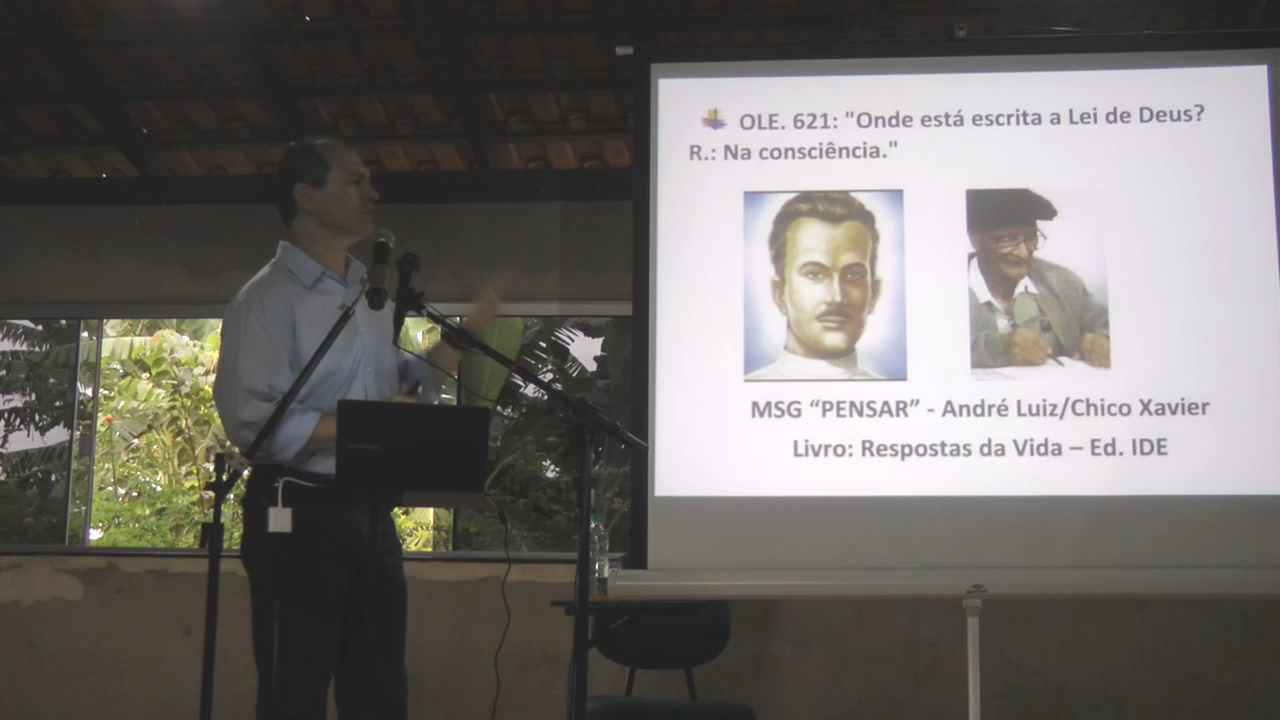 OLE. 621: "Onde está escrita a Lei de Deus?
R.: Na consciência."
MSG “PENSAR” - André Luiz/Chico Xavier
Livro: Respostas da Vida – Ed. IDE